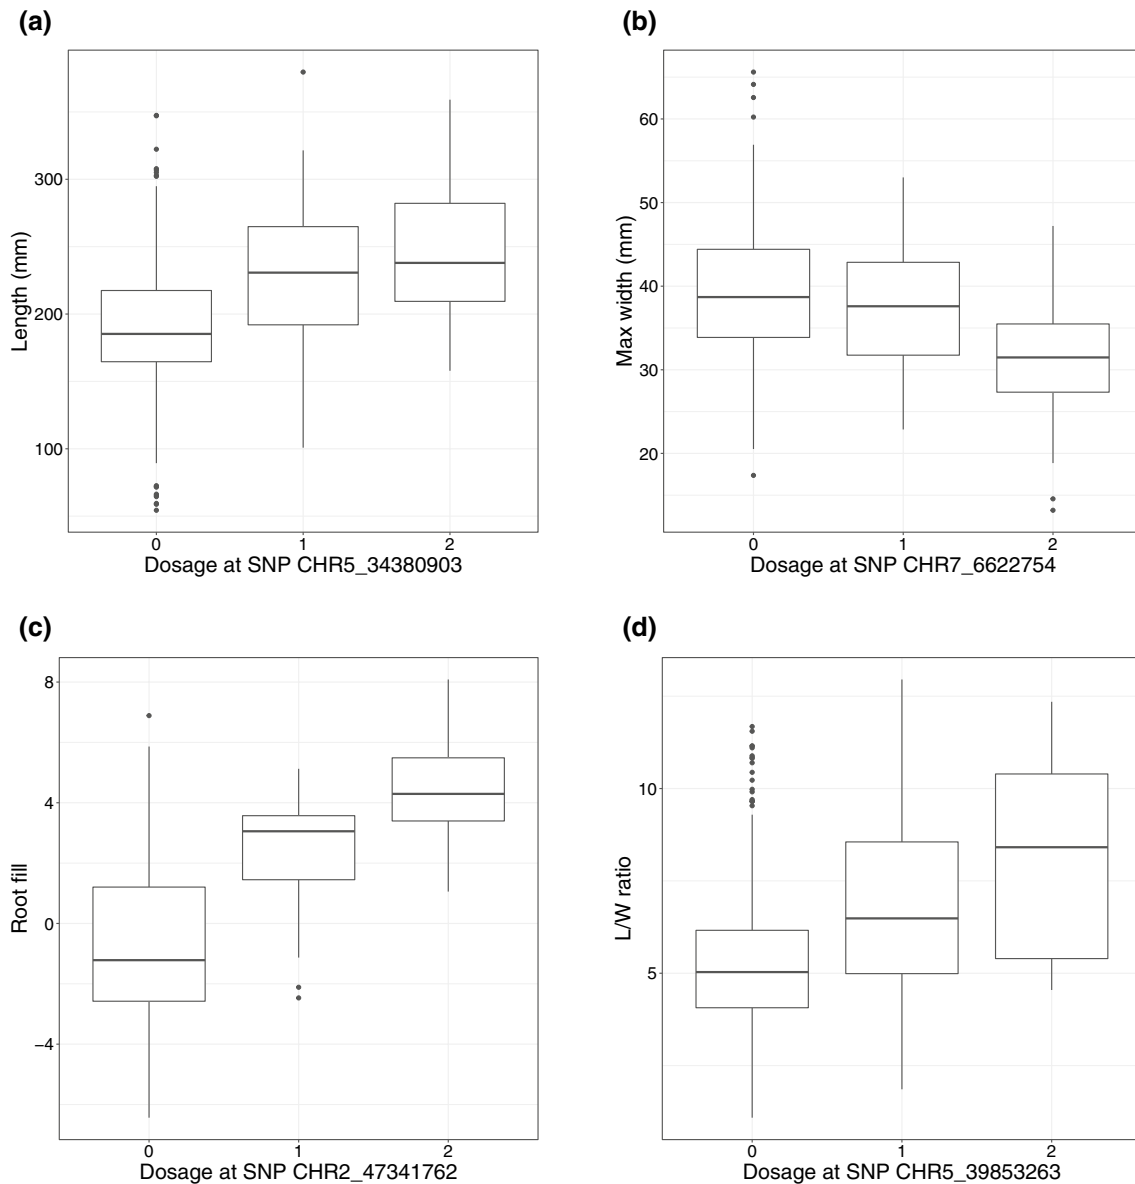 (a)
(b)
Length (mm)
300
200
100
0 1 2
Dosage at SNP CHR5_34380903
Max width (mm)
60
50
40
30
20
0 1 2
Dosage at SNP CHR7_6622754
(c)
(d)
Root fill
8
4
0
−4
0 1 2
Dosage at SNP CHR2_47341762
L/W ratio
10
5
0 1 2
Dosage at SNP CHR5_39853263